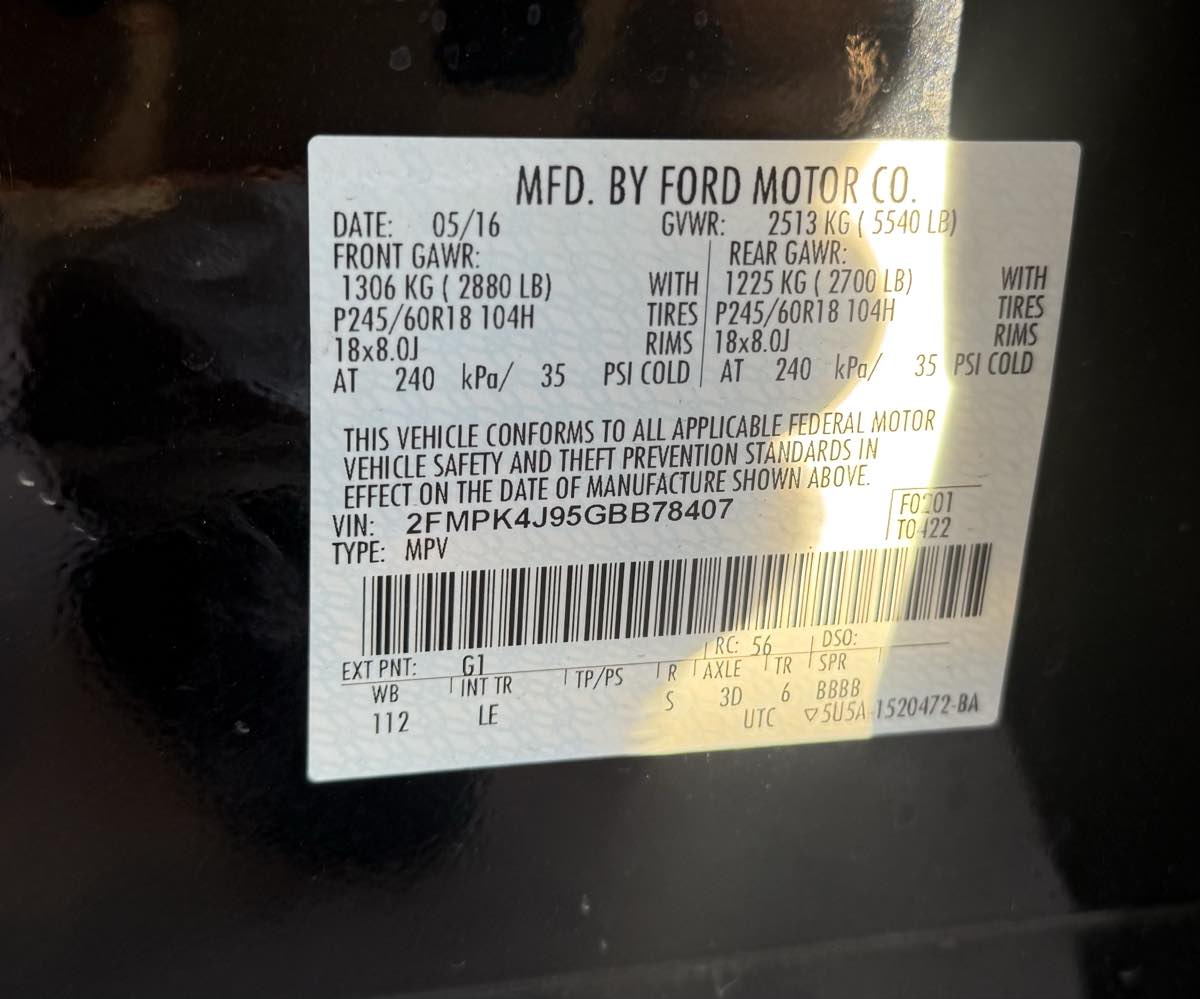 MFD. BY FORD MOTOR CO.
DATE: 05/16 GVWR: 2513 KG ( 5540 LB)
FRONT GAWR: REAR GAWR:
1306 KG ( 2880 LB) WITH 1225 KG ( 2700 LB) WITH
P245/60R18 104H TIRES P245/60R18 104H TIRES
18x8.0J RIMS 18x8.0J RIMS
AT 240 kPa/ 35 PSI COLD AT 240 kPa/ 35 PSI COLD
THIS VEHICLE CONFORMS TO ALL APPLICABLE FEDERAL MOTOR
VEHICLE SAFETY AND THEFT PREVENTION STANDARDS IN
EFFECT ON THE DATE OF MANUFACTURE SHOWN ABOVE.
VIN: 2FMPK4J95GBB78407 F0201
TYPE: MPV T0422
EXT PNT: G1 RC: 56 DSO:
WB INT TR TP/PS R AXLE TR SPR
112 LE S 3D 6 BBBB
UTC ▽5U5A-1520472-BA